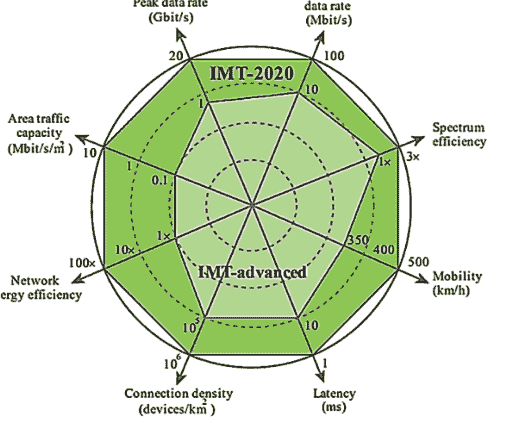 Peak data rate
(Gbit/s)
data rate
(Mbit/s)
20
100
IMT-2020
1
10
Area traffic
capacity
(Mbit/s/m²)
Spectrum
efficiency
10
1
1×
3×
0.1
1×
350
400
500
10×
100×
Network
ergy efficiency
IMT-advanced
Mobility
(km/h)
10⁵
10
10⁶
1
Connection density
(devices/km²)
Latency
(ms)